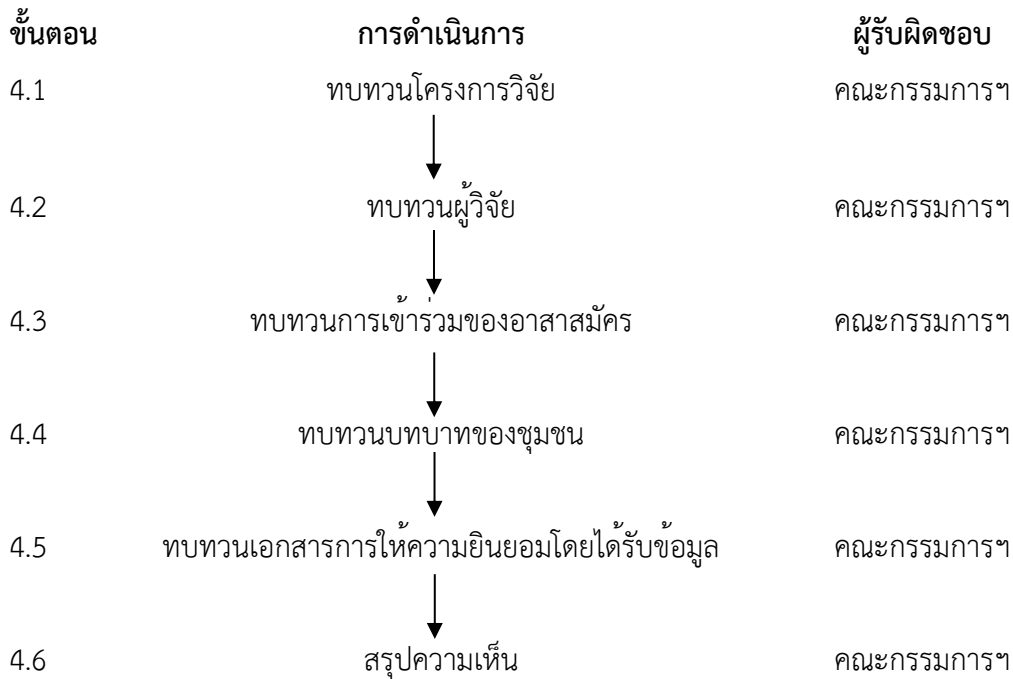 ขั้นตอน การดำเนินการ ผู้รับผิดชอบ
4.1 ทบทวนโครงการวิจัย คณะกรรมการฯ
4.2 ทบทวนผู้วิจัย คณะกรรมการฯ
4.3 ทบทวนการเข้าร่วมของอาสาสมัคร คณะกรรมการฯ
4.4 ทบทวนบทบาทของชุมชน คณะกรรมการฯ
4.5 ทบทวนเอกสารการให้ความยินยอมโดยได้รับข้อมูล คณะกรรมการฯ
4.6 สรุปความเห็น คณะกรรมการฯ